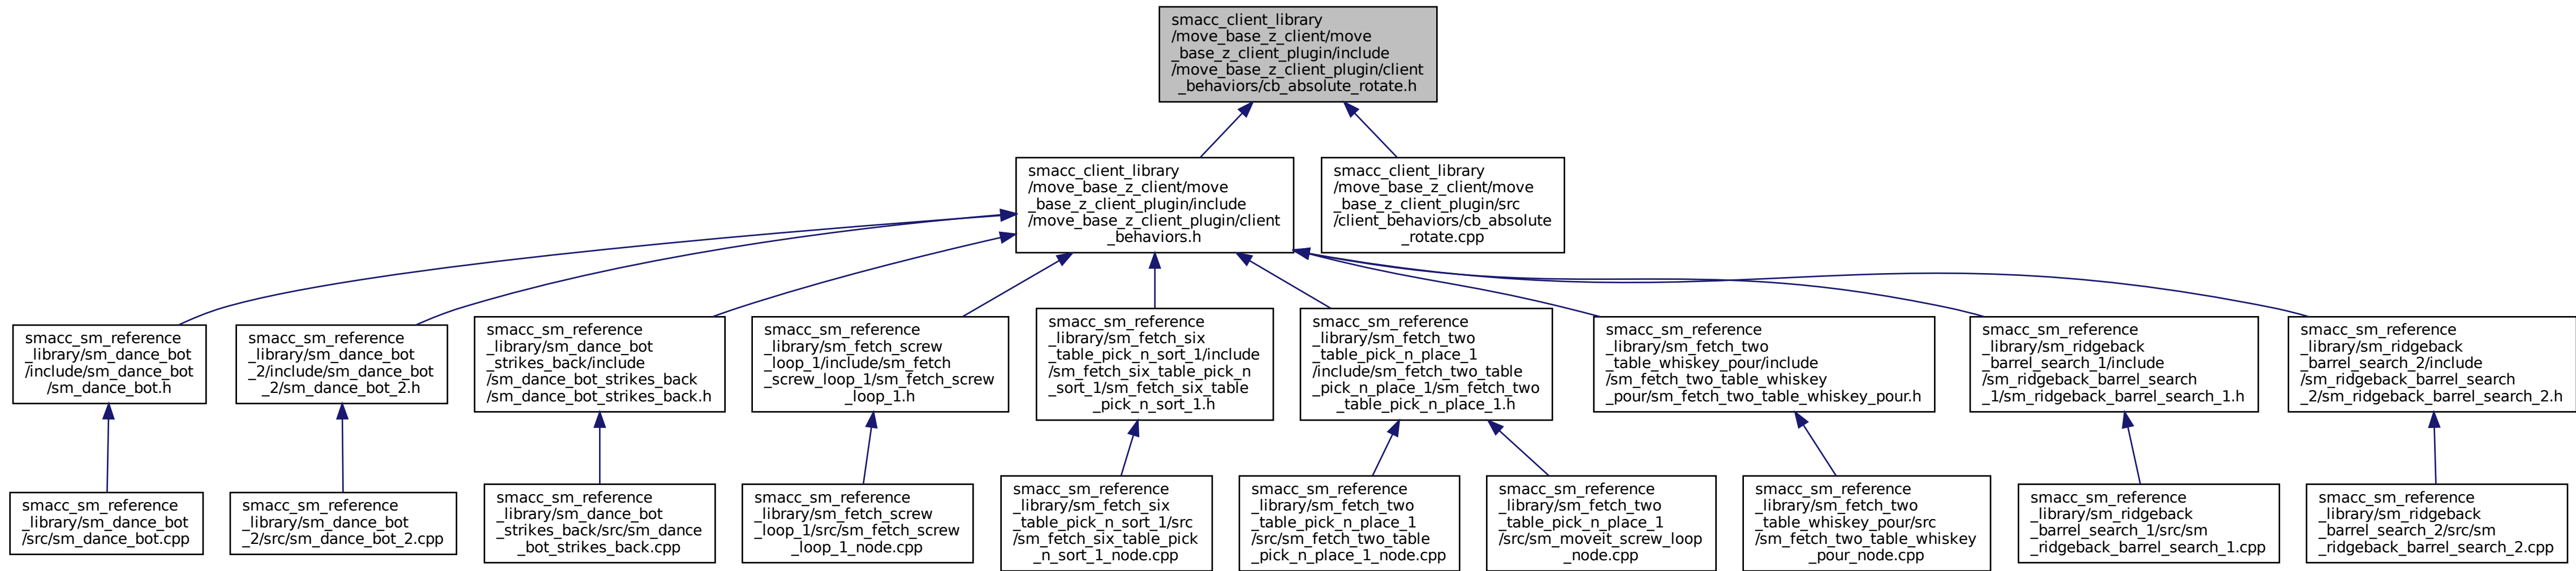 smacc_client_library
/move_base_z_client/move
_base_z_client_plugin/include
/move_base_z_client_plugin/client
_behaviors/cb_absolute_rotate.h
smacc_client_library
/move_base_z_client/move
_base_z_client_plugin/include
/move_base_z_client_plugin/client
_behaviors.h
smacc_client_library
/move_base_z_client/move
_base_z_client_plugin/src
/client_behaviors/cb_absolute
_rotate.cpp
smacc_sm_reference
_library/sm_dance_bot
/include/sm_dance_bot
/sm_dance_bot.h
smacc_sm_reference
_library/sm_dance_bot
_2/include/sm_dance_bot
_2/sm_dance_bot_2.h
smacc_sm_reference
_library/sm_dance_bot
_strikes_back/include
/sm_dance_bot_strikes_back
/sm_dance_bot_strikes_back.h
smacc_sm_reference
_library/sm_fetch_screw
_loop_1/include/sm_fetch
_screw_loop_1/sm_fetch_screw
_loop_1.h
smacc_sm_reference
_library/sm_fetch_six
_table_pick_n_sort_1/include
/sm_fetch_six_table_pick_n
_sort_1/sm_fetch_six_table
_pick_n_sort_1.h
smacc_sm_reference
_library/sm_fetch_two
_table_pick_n_place_1
/include/sm_fetch_two_table
_pick_n_place_1/sm_fetch_two
_table_pick_n_place_1.h
smacc_sm_reference
_library/sm_fetch_two
_table_whiskey_pour/include
/sm_fetch_two_table_whiskey
_pour/sm_fetch_two_table_whiskey_pour.h
smacc_sm_reference
_library/sm_ridgeback
_barrel_search_1/include
/sm_ridgeback_barrel_search
_1/sm_ridgeback_barrel_search_1.h
smacc_sm_reference
_library/sm_ridgeback
_barrel_search_2/include
/sm_ridgeback_barrel_search
_2/sm_ridgeback_barrel_search_2.h
smacc_sm_reference
_library/sm_dance_bot
/src/sm_dance_bot.cpp
smacc_sm_reference
_library/sm_dance_bot
_2/src/sm_dance_bot_2.cpp
smacc_sm_reference
_library/sm_dance_bot
_strikes_back/src/sm_dance
_bot_strikes_back.cpp
smacc_sm_reference
_library/sm_fetch_screw
_loop_1/src/sm_fetch_screw
_loop_1_node.cpp
smacc_sm_reference
_library/sm_fetch_six
_table_pick_n_sort_1/src
/sm_fetch_six_table_pick
_n_sort_1_node.cpp
smacc_sm_reference
_library/sm_fetch_two
_table_pick_n_place_1
/src/sm_fetch_two_table
_pick_n_place_1_node.cpp
smacc_sm_reference
_library/sm_fetch_two
_table_pick_n_place_1
/src/sm_moveit_screw_loop
_node.cpp
smacc_sm_reference
_library/sm_fetch_two
_table_whiskey_pour/src
/sm_fetch_two_table_whiskey
_pour_node.cpp
smacc_sm_reference
_library/sm_ridgeback
_barrel_search_1/src/sm
_ridgeback_barrel_search_1.cpp
smacc_sm_reference
_library/sm_ridgeback
_barrel_search_2/src/sm
_ridgeback_barrel_search_2.cpp